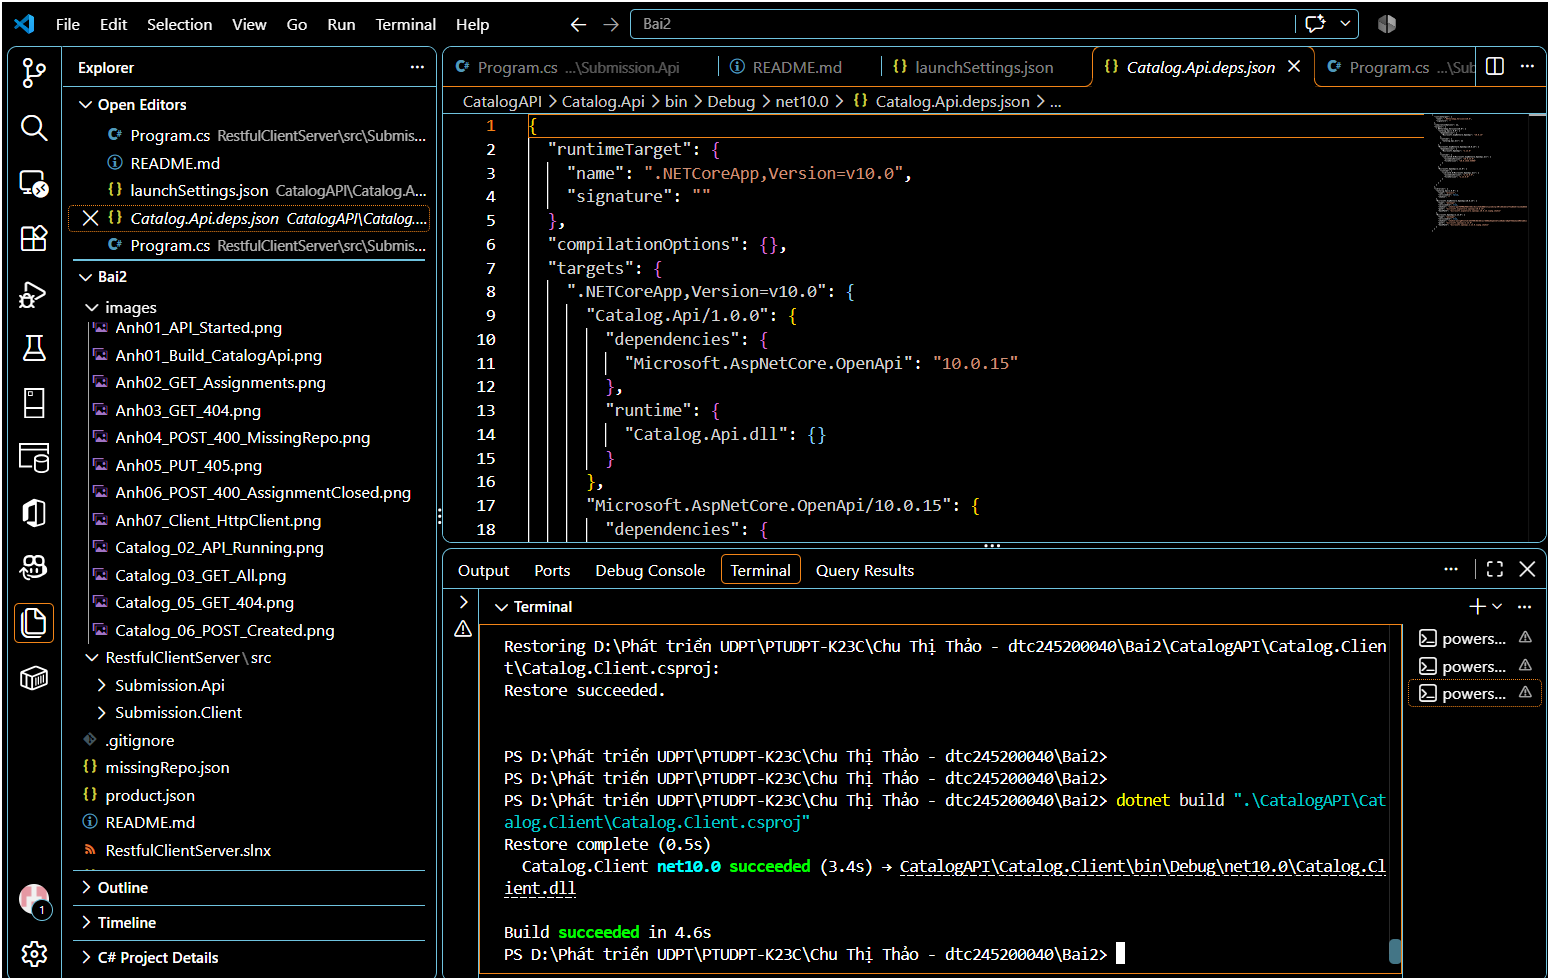 File Edit Selection View Go Run Terminal Help
Bai2
Explorer
Open Editors
Program.cs RestfulClientServer\src\Submis...
README.md
launchSettings.json CatalogAPI\Catalog.A...
Catalog.Api.deps.json CatalogAPI\Catalog....
Program.cs RestfulClientServer\src\Submis...
Bai2
images
Anh01_API_Started.png
Anh01_Build_CatalogApi.png
Anh02_GET_Assignments.png
Anh03_GET_404.png
Anh04_POST_400_MissingRepo.png
Anh05_PUT_405.png
Anh06_POST_400_AssignmentClosed.png
Anh07_Client_HttpClient.png
Catalog_02_API_Running.png
Catalog_03_GET_All.png
Catalog_05_GET_404.png
Catalog_06_POST_Created.png
RestfulClientServer\src
Submission.Api
Submission.Client
.gitignore
missingRepo.json
product.json
README.md
RestfulClientServer.slnx
Outline
Timeline
C# Project Details
1
Program.cs ...\Submission.Api
README.md
launchSettings.json
Catalog.Api.deps.json
Program.cs ...\Sub
CatalogAPI > Catalog.Api > bin > Debug > net10.0 > {} Catalog.Api.deps.json > ...
1 {
2 "runtimeTarget": {
3 "name": ".NETCoreApp,Version=v10.0",
4 "signature": ""
5 },
6 "compilationOptions": {},
7 "targets": {
8 ".NETCoreApp,Version=v10.0": {
9 "Catalog.Api/1.0.0": {
10 "dependencies": {
11 "Microsoft.AspNetCore.OpenApi": "10.0.15"
12 },
13 "runtime": {
14 "Catalog.Api.dll": {}
15 }
16 },
17 "Microsoft.AspNetCore.OpenApi/10.0.15": {
18 "dependencies": {
Output Ports Debug Console Terminal Query Results
Terminal
Restoring D:\Phát triển UDPT\PTUDPT-K23C\Chu Thị Thảo - dtc245200040\Bai2\CatalogAPI\Catalog.Clien
t\Catalog.Client.csproj:
Restore succeeded.
PS D:\Phát triển UDPT\PTUDPT-K23C\Chu Thị Thảo - dtc245200040\Bai2>
PS D:\Phát triển UDPT\PTUDPT-K23C\Chu Thị Thảo - dtc245200040\Bai2>
PS D:\Phát triển UDPT\PTUDPT-K23C\Chu Thị Thảo - dtc245200040\Bai2> dotnet build ".\CatalogAPI\Cat
alog.Client\Catalog.Client.csproj"
Restore complete (0.5s)
Catalog.Client net10.0 succeeded (3.4s) → CatalogAPI\Catalog.Client\bin\Debug\net10.0\Catalog.Cl
ient.dll
Build succeeded in 4.6s
PS D:\Phát triển UDPT\PTUDPT-K23C\Chu Thị Thảo - dtc245200040\Bai2>
powers...
powers...
powers...